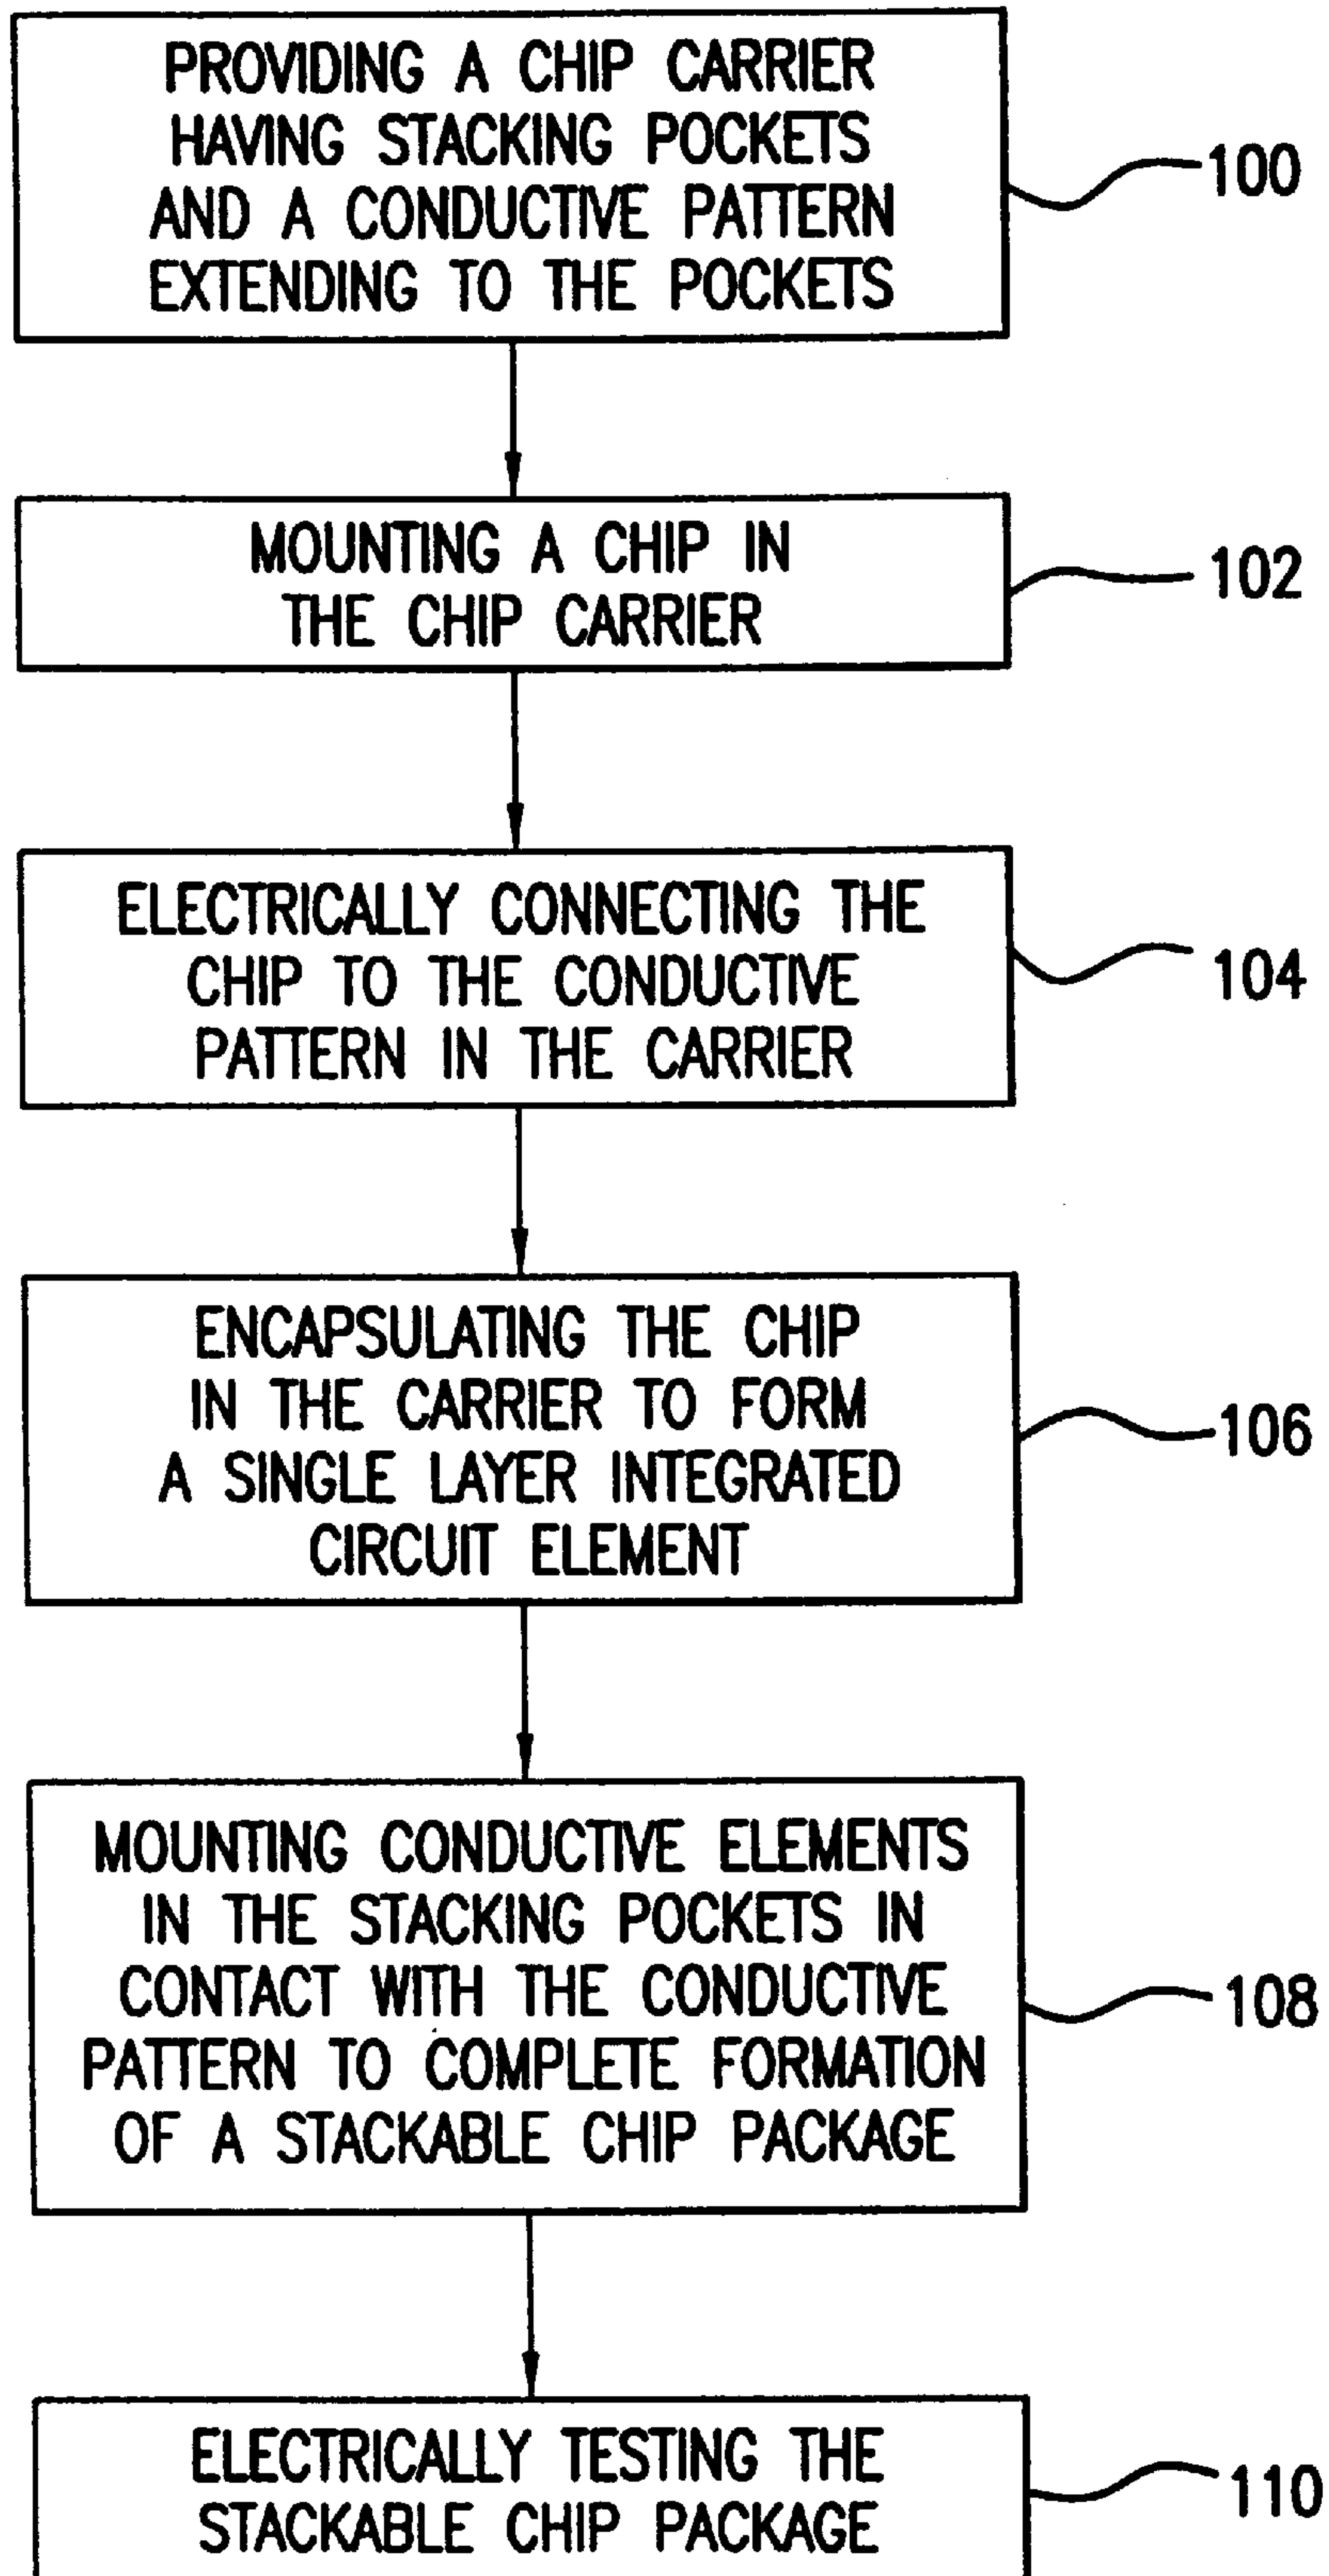 PROVIDING A CHIP CARRIER
HAVING STACKING POCKETS
AND A CONDUCTIVE PATTERN
EXTENDING TO THE POCKETS
100
MOUNTING A CHIP IN
THE CHIP CARRIER
102
ELECTRICALLY CONNECTING THE
CHIP TO THE CONDUCTIVE
PATTERN IN THE CARRIER
104
ENCAPSULATING THE CHIP
IN THE CARRIER TO FORM
A SINGLE LAYER INTEGRATED
CIRCUIT ELEMENT
106
MOUNTING CONDUCTIVE ELEMENTS
IN THE STACKING POCKETS IN
CONTACT WITH THE CONDUCTIVE
PATTERN TO COMPLETE FORMATION
OF A STACKABLE CHIP PACKAGE
108
ELECTRICALLY TESTING THE
STACKABLE CHIP PACKAGE
110